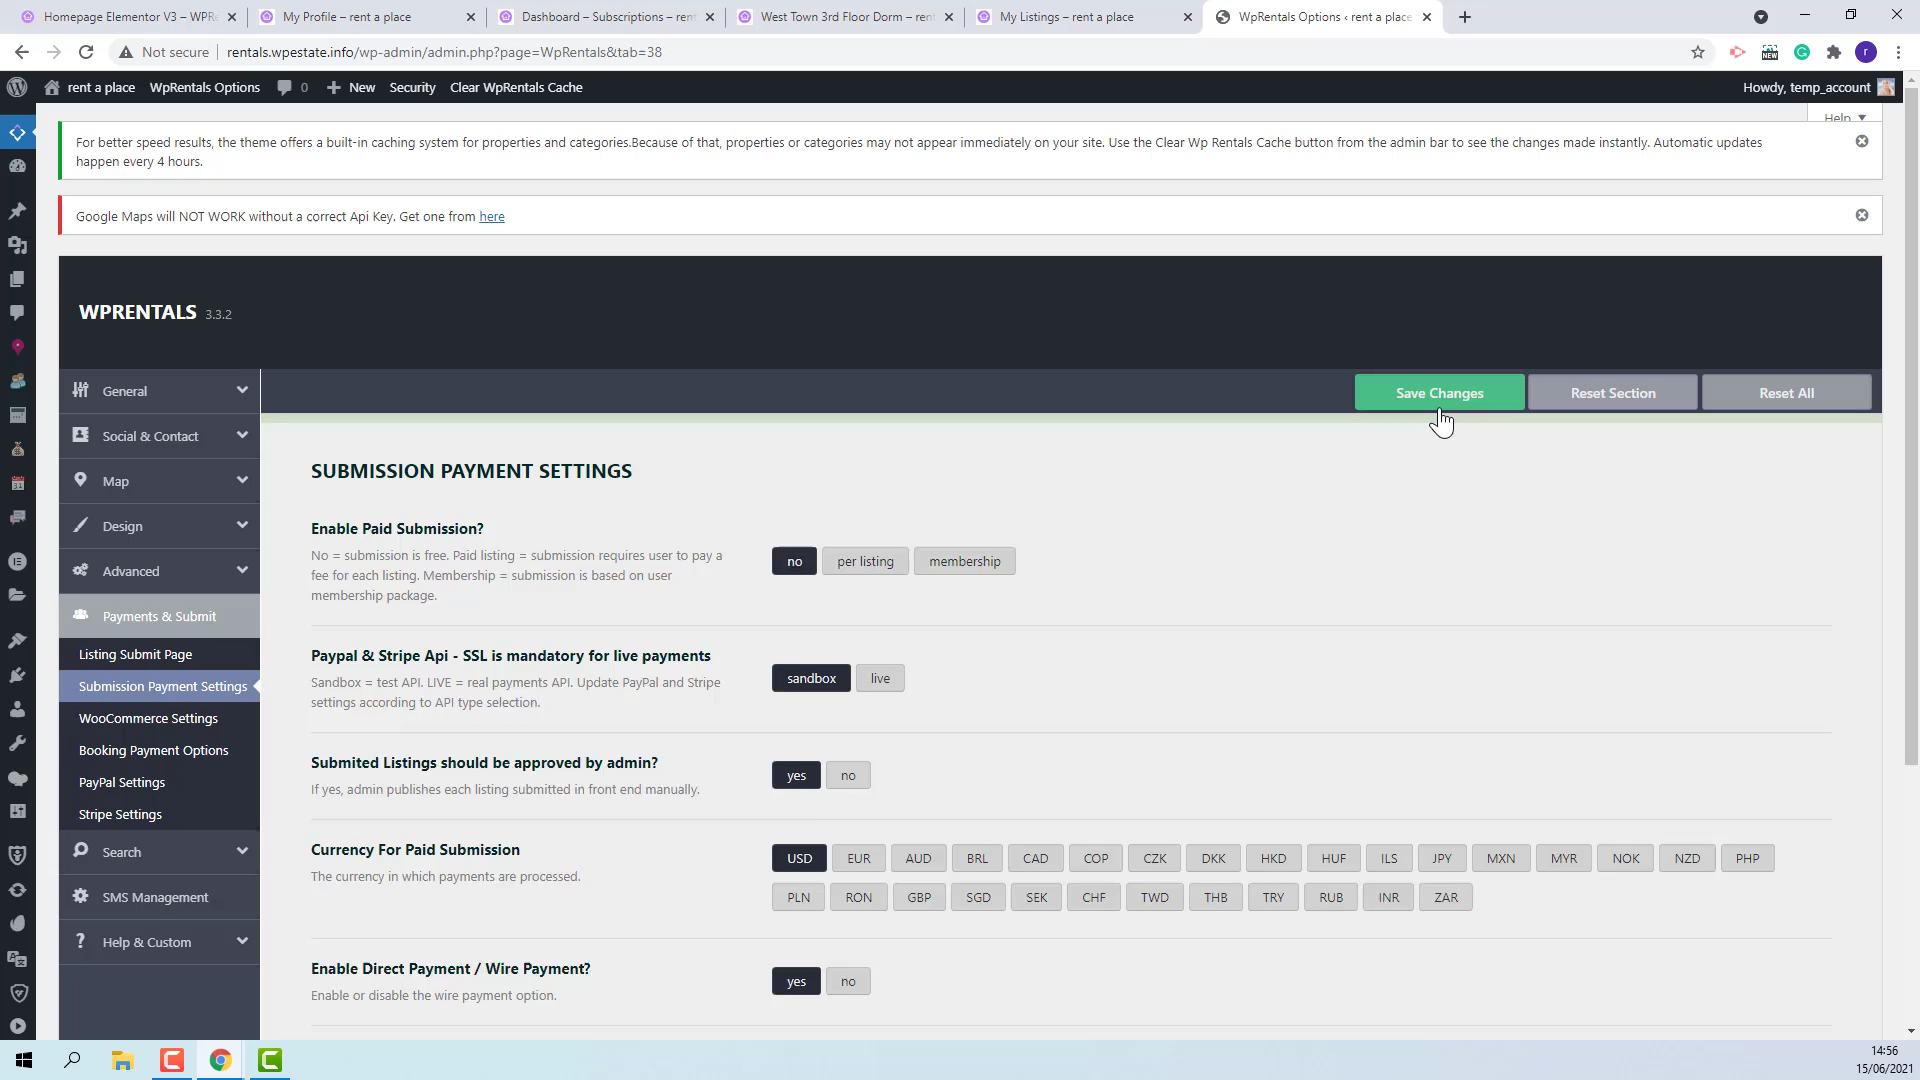 Homepage Elementor V3 – WPRe
My Profile – rent a place
Dashboard – Subscriptions – rent
West Town 3rd Floor Dorm – rent
My Listings – rent a place
WpRentals Options ‹ rent a place
Not secure
rentals.wpestate.info/wp-admin/admin.php?page=WpRentals&tab=38
NEW
r
rent a place
WpRentals Options
0
New
Security
Clear WpRentals Cache
Howdy, temp_account
Help
For better speed results, the theme offers a built-in caching system for properties and categories.Because of that, properties or categories may not appear immediately on your site. Use the Clear Wp Rentals Cache button from the admin bar to see the changes made instantly. Automatic updates
happen every 4 hours.
Google Maps will NOT WORK without a correct Api Key. Get one from here
WPRENTALS 3.3.2
General
Social & Contact
Map
Design
Advanced
Payments & Submit
Listing Submit Page
Submission Payment Settings
WooCommerce Settings
Booking Payment Options
PayPal Settings
Stripe Settings
Search
SMS Management
Help & Custom
Save Changes
Reset Section
Reset All
SUBMISSION PAYMENT SETTINGS
Enable Paid Submission?
No = submission is free. Paid listing = submission requires user to pay a
fee for each listing. Membership = submission is based on user
membership package.
no
per listing
membership
Paypal & Stripe Api - SSL is mandatory for live payments
Sandbox = test API. LIVE = real payments API. Update PayPal and Stripe
settings according to API type selection.
sandbox
live
Submited Listings should be approved by admin?
If yes, admin publishes each listing submitted in front end manually.
yes
no
Currency For Paid Submission
The currency in which payments are processed.
USD EUR AUD BRL CAD COP CZK DKK HKD HUF ILS JPY MXN MYR NOK NZD PHP
PLN RON GBP SGD SEK CHF TWD THB TRY RUB INR ZAR
Enable Direct Payment / Wire Payment?
Enable or disable the wire payment option.
yes
no
14:56
15/06/2021